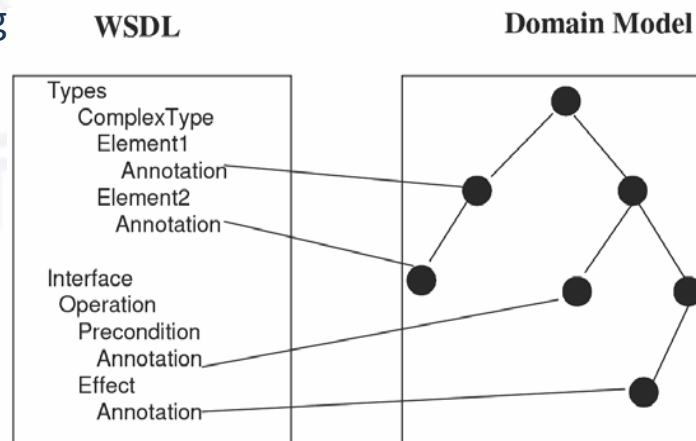 g
WSDL
Domain Model
Types
ComplexType
Element1
Annotation
Element2
Annotation
Interface
Operation
Precondition
Annotation
Effect
Annotation